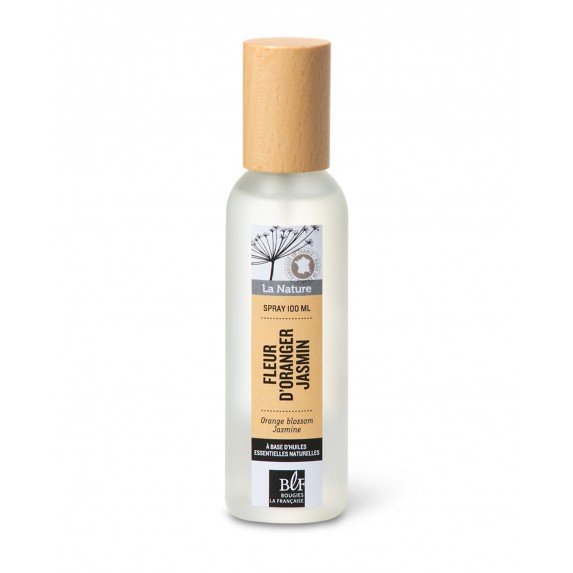 La Nature
SPRAY 100 ML
FLEUR
D'ORANGER
JASMIN
Orange blossom
Jasmine
À BASE D'HUILES
ESSENTIELLES NATURELLES
BLF
BOUGIES
LA FRANÇAISE